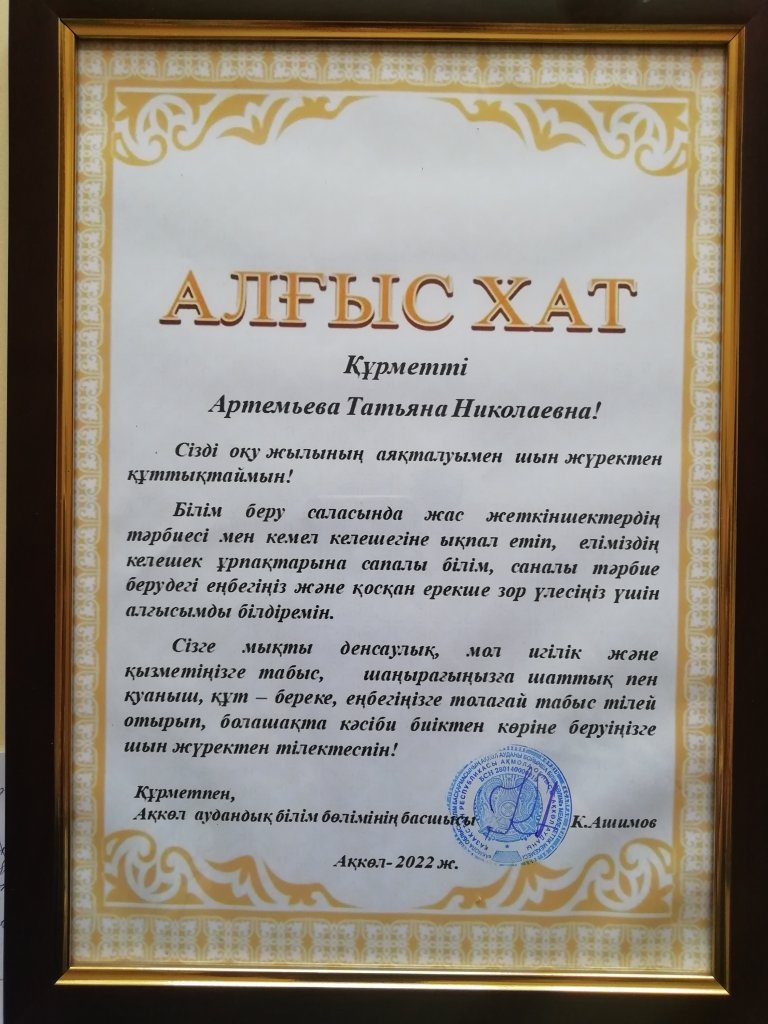 АЛҒЫС ХАТ
Құрметті
Артемьева Татьяна Николаевна!
Сізді оқу жылының аяқталуымен шын жүректен
құттықтаймын!
Білім беру саласында жас жеткіншектердің
тәрбиесі мен кемел келешегіне ықпал етіп, еліміздің
келешек ұрпақтарына сапалы білім, саналы тәрбие
берудегі еңбегіңіз және қосқан ерекше зор үлесіңіз үшін
алғысымды білдіремін.
Сізге мықты денсаулық, мол игілік және
қызметіңізге табыс, шаңырағыңызға шаттық пен
қуаныш, құт – береке, еңбегіңізге толағай табыс тілей
отырып, болашақта кәсіби биіктен көріне беруіңізге
шын жүректен тілектеспін!
Құрметпен,
Ақкөл аудандық білім бөлімінің басшысы К.Ашимов
Ақкөл- 2022 ж.